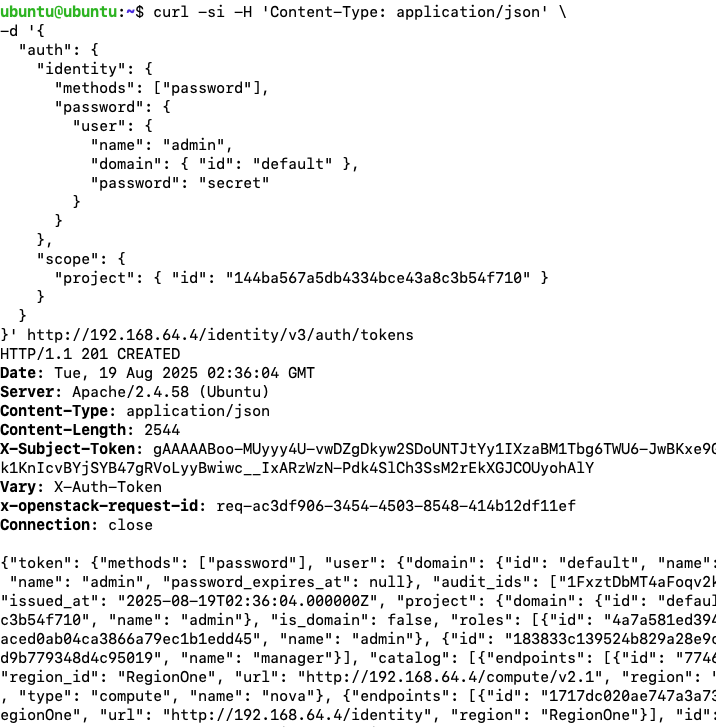 ubuntu@ubuntu:~$ curl -si -H 'Content-Type: application/json' \
-d '{
  "auth": {
    "identity": {
      "methods": ["password"],
      "password": {
        "user": {
          "name": "admin",
          "domain": { "id": "default" },
          "password": "secret"
        }
      }
    },
    "scope": {
      "project": { "id": "144ba567a5db4334bce43a8c3b54f710" }
    }
  }
}' http://192.168.64.4/identity/v3/auth/tokens
HTTP/1.1 201 CREATED
Date: Tue, 19 Aug 2025 02:36:04 GMT
Server: Apache/2.4.58 (Ubuntu)
Content-Type: application/json
Content-Length: 2544
X-Subject-Token: gAAAAABoo-MUyyy4U-vwDZgDkyw2SDoUNTJtYy1IXzaBM1Tbg6TWU6-JwBKxe9
k1KnIcvBYjSYB47gRVoLyyBwiwc__IxARzWzN-Pdk4SlCh3SsM2rEkXGJCOUyohAlY
Vary: X-Auth-Token
x-openstack-request-id: req-ac3df906-3454-4503-8548-414b12df11ef
Connection: close

{"token": {"methods": ["password"], "user": {"domain": {"id": "default", "name":
 "name": "admin", "password_expires_at": null}, "audit_ids": ["1FxztDbMT4aFoqv2k
"issued_at": "2025-08-19T02:36:04.000000Z", "project": {"domain": {"id": "defaul
c3b54f710", "name": "admin"}, "is_domain": false, "roles": [{"id": "4a7a581ed394
aced0ab04ca3866a79ec1b1edd45", "name": "admin"}, {"id": "183833c139524b829a28e9c
d9b779348d4c95019", "name": "manager"}], "catalog": [{"endpoints": [{"id": "7746
"region_id": "RegionOne", "url": "http://192.168.64.4/compute/v2.1", "region": "
, "type": "compute", "name": "nova"}, {"endpoints": [{"id": "1717dc020ae747a3a73
egionOne", "url": "http://192.168.64.4/identity", "region": "RegionOne"}], "id":